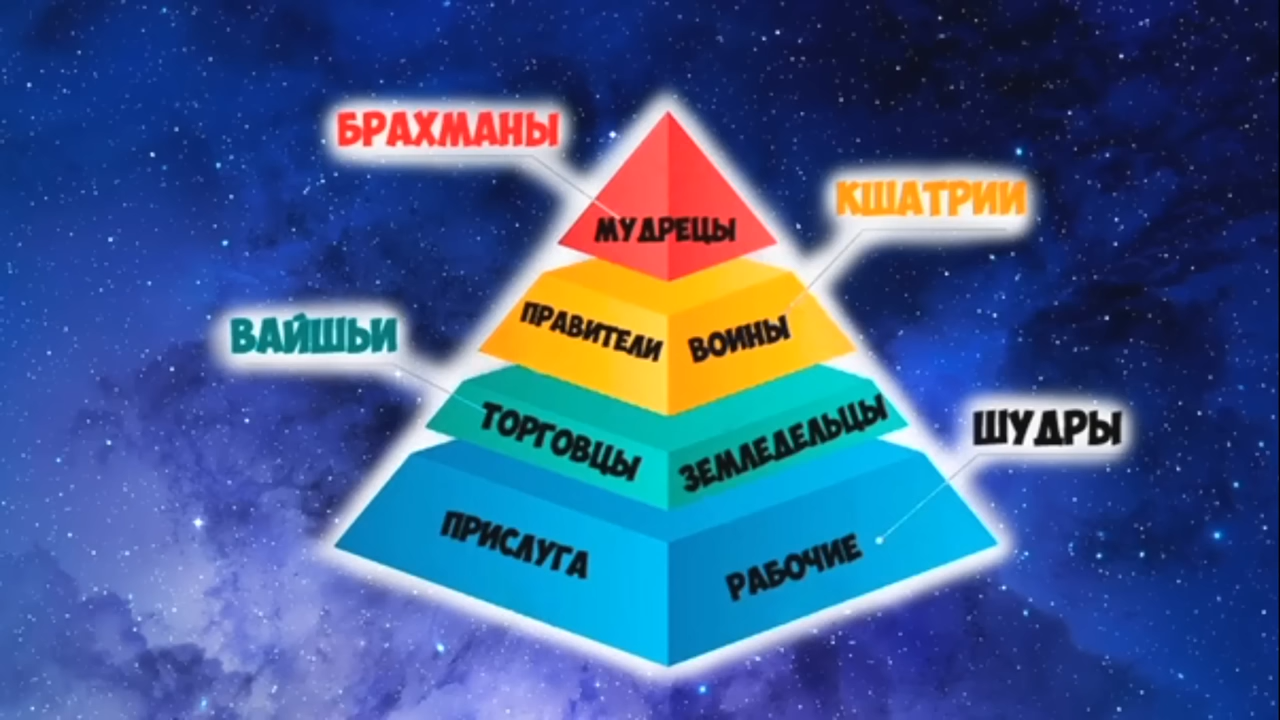 БРАХМАНЫ
МУДРЕЦЫ
КШАТРИИ
ПРАВИТЕЛИ
ВОИНЫ
ВАЙШЬИ
ТОРГОВЦЫ
ЗЕМЛЕДЕЛЬЦЫ
ШУДРЫ
ПРИСЛУГА
РАБОЧИЕ